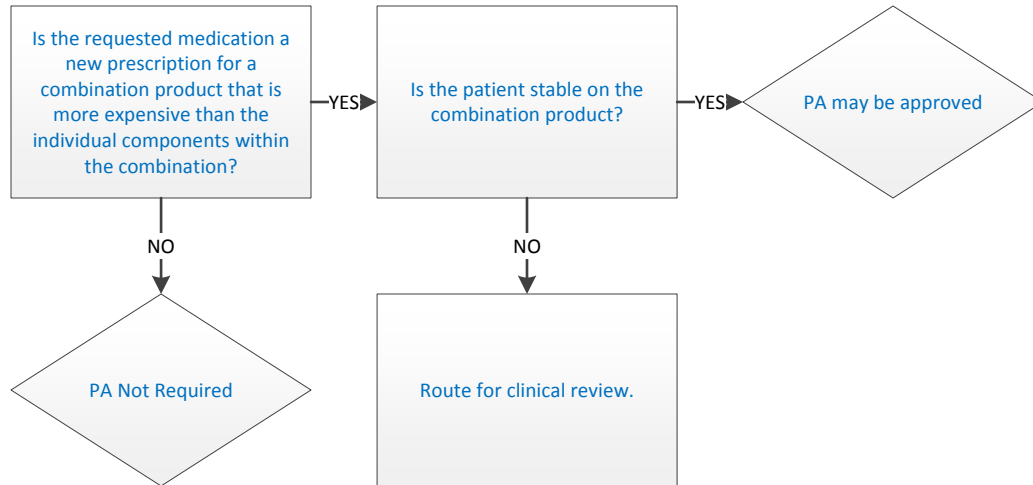 Is the requested medication a
new prescription for a
combination product that is
more expensive than the
individual components within
the combination?
YES
Is the patient stable on the
combination product?
YES
PA may be approved
NO
NO
PA Not Required
Route for clinical review.